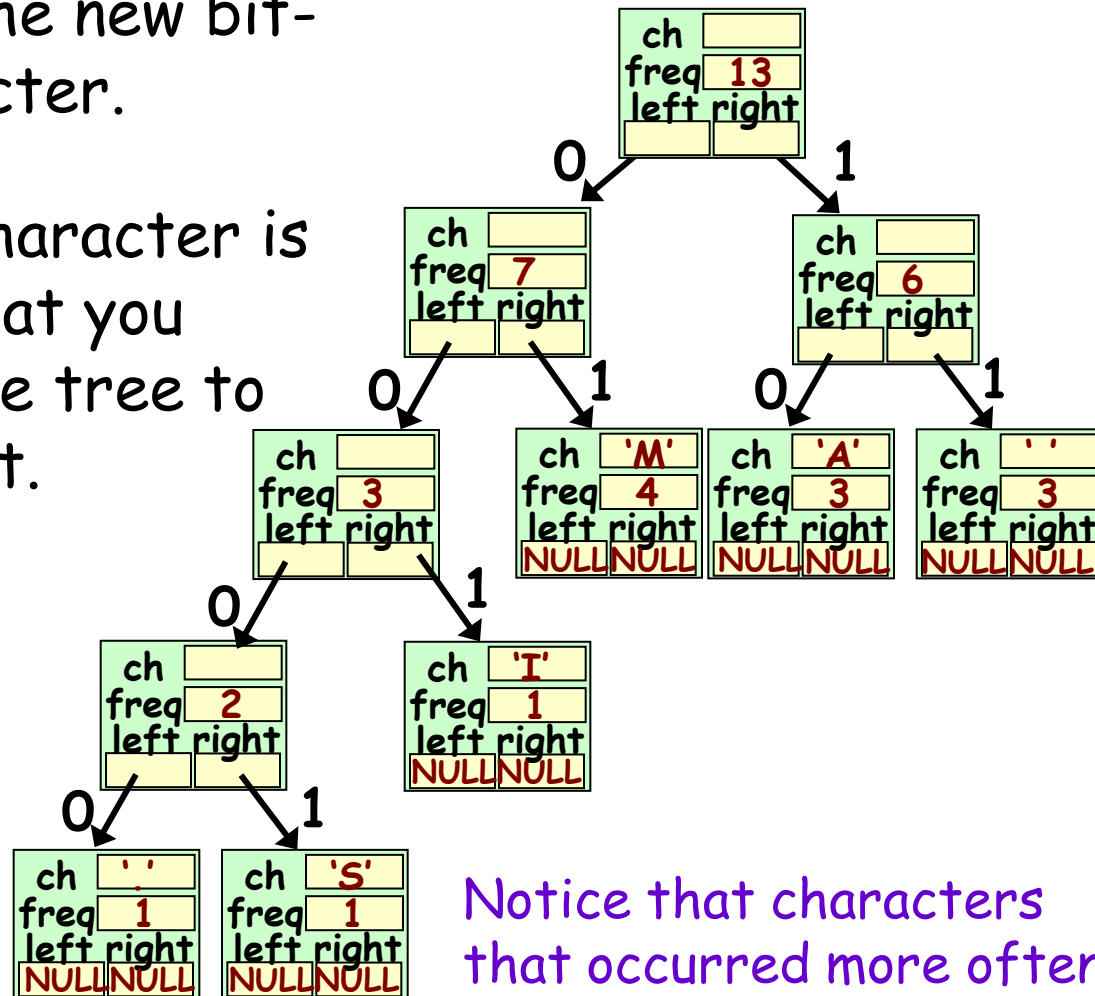 he new bit-
cter.
haracter is
at you
e tree to
t.
ch
freq 13
left right
0 1
ch
freq 7
left right
ch
freq 6
left right
0 1
0 1
ch
freq 3
left right
ch 'M'
freq 4
left right
NULL NULL
ch 'A'
freq 3
left right
NULL NULL
ch ' '
freq 3
left right
NULL NULL
0 1
ch
freq 2
left right
ch 'I'
freq 1
left right
NULL NULL
0 1
ch '.'
freq 1
left right
NULL NULL
ch 'S'
freq 1
left right
NULL NULL
Notice that characters
that occurred more ofter